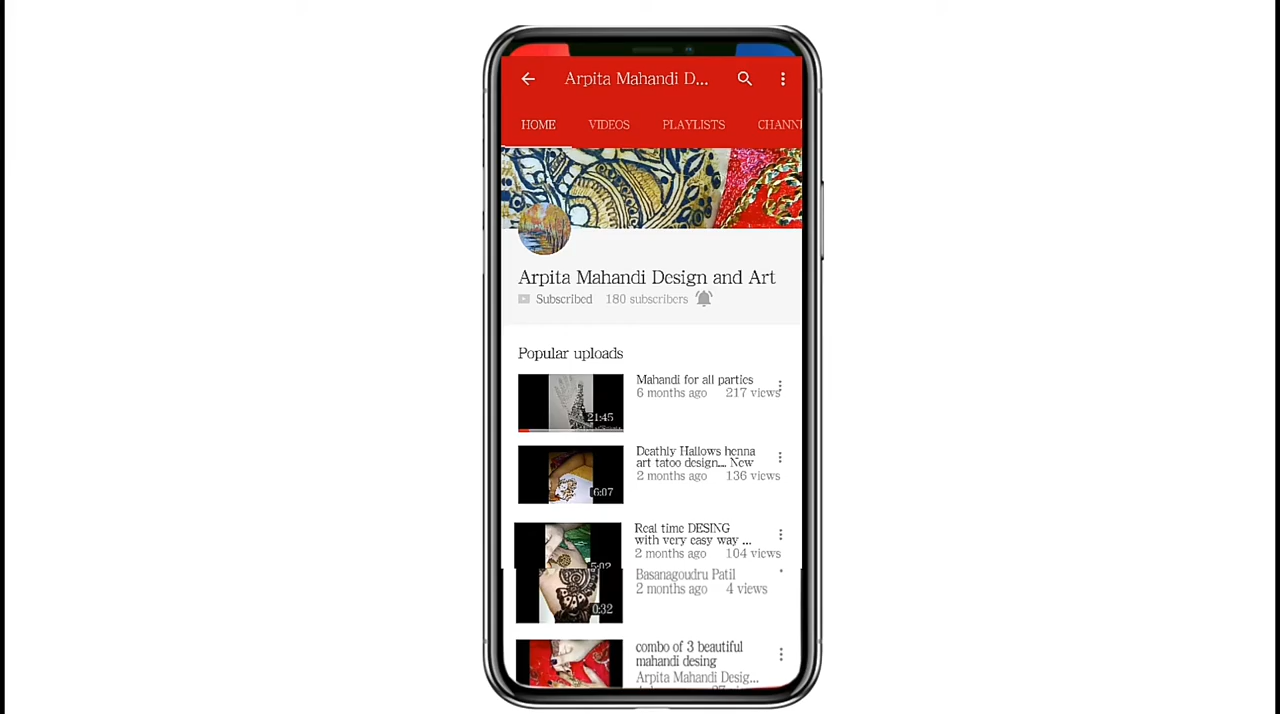 Arpita Mahandi D...
HOME VIDEOS PLAYLISTS CHANN
Arpita Mahandi Design and Art
Subscribed 180 subscribers
Popular uploads
Mahandi for all parties
6 months ago 217 views
21:45
Deathly Hallows henna
art tatoo design.... New
2 months ago 136 views
6:07
Real time DESING
with very easy way ...
2 months ago 104 views
5:02
Basanagoudru Patil
2 months ago 4 views
0:32
combo of 3 beautiful
mahandi desing
Arpita Mahandi Desig...